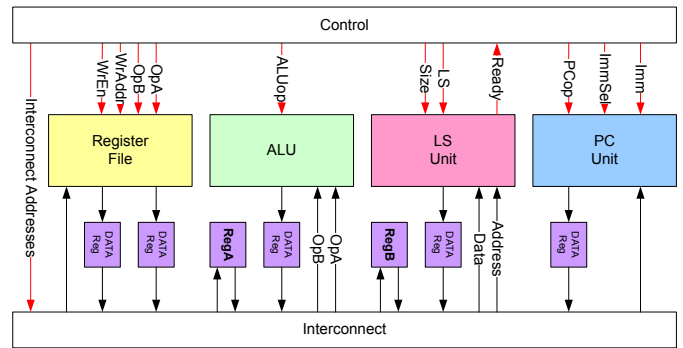 Control
Interconnect Addresses
WrEn
WrAddr
OpB
OpA
ALUop
Size
LS
Ready
PCop
ImmSel
Imm
Register
File
ALU
LS
Unit
PC
Unit
DATA
Reg
DATA
Reg
RegA
DATA
Reg
OpB
OpA
RegB
DATA
Reg
Data
Address
DATA
Reg
Interconnect